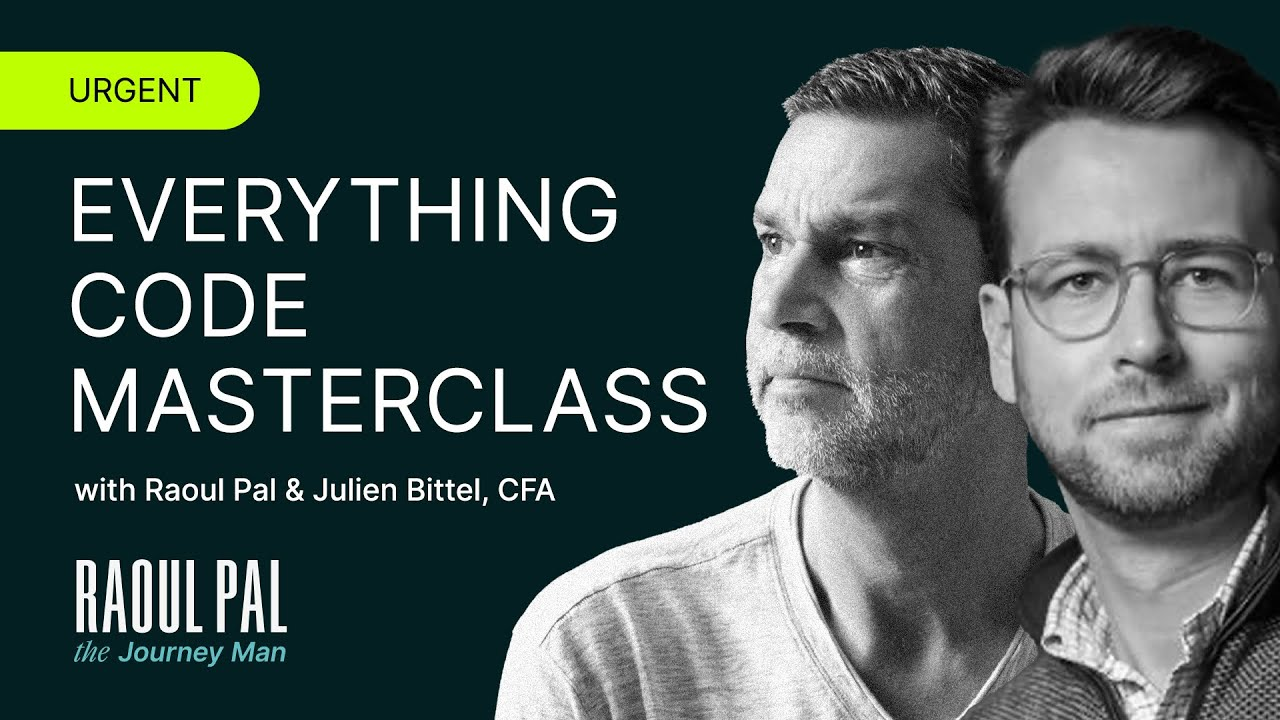 URGENT
EVERYTHING
CODE
MASTERCLASS
with Raoul Pal & Julien Bittel, CFA
RAOUL PAL
the Journey Man